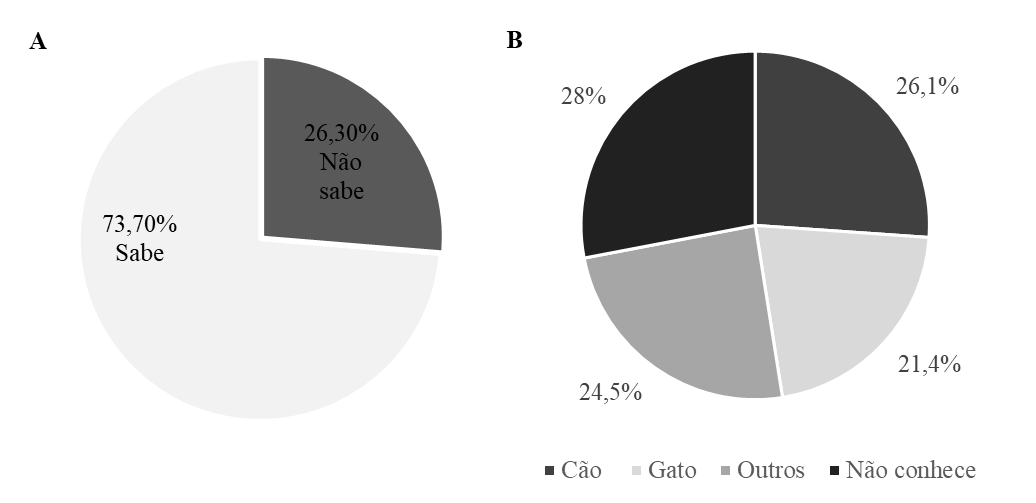 A
26,30%
Não
sabe
73,70%
Sabe
B
28%
26,1%
24,5%
21,4%
Cão Gato Outros Não conhece